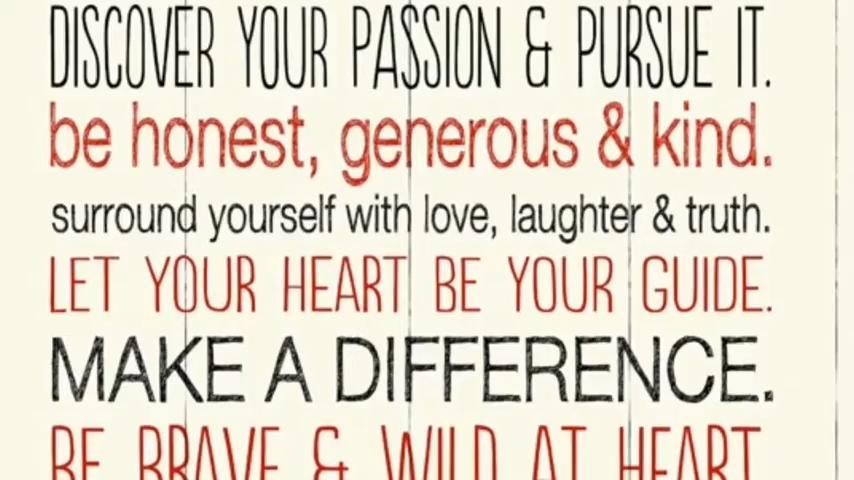 DISCOVER YOUR PASSION & PURSUE IT.
be honest, generous & kind.
surround yourself with love, laughter & truth.
LET YOUR HEART BE YOUR GUIDE.
MAKE A DIFFERENCE.
BE BRAVE & WILD AT HEART